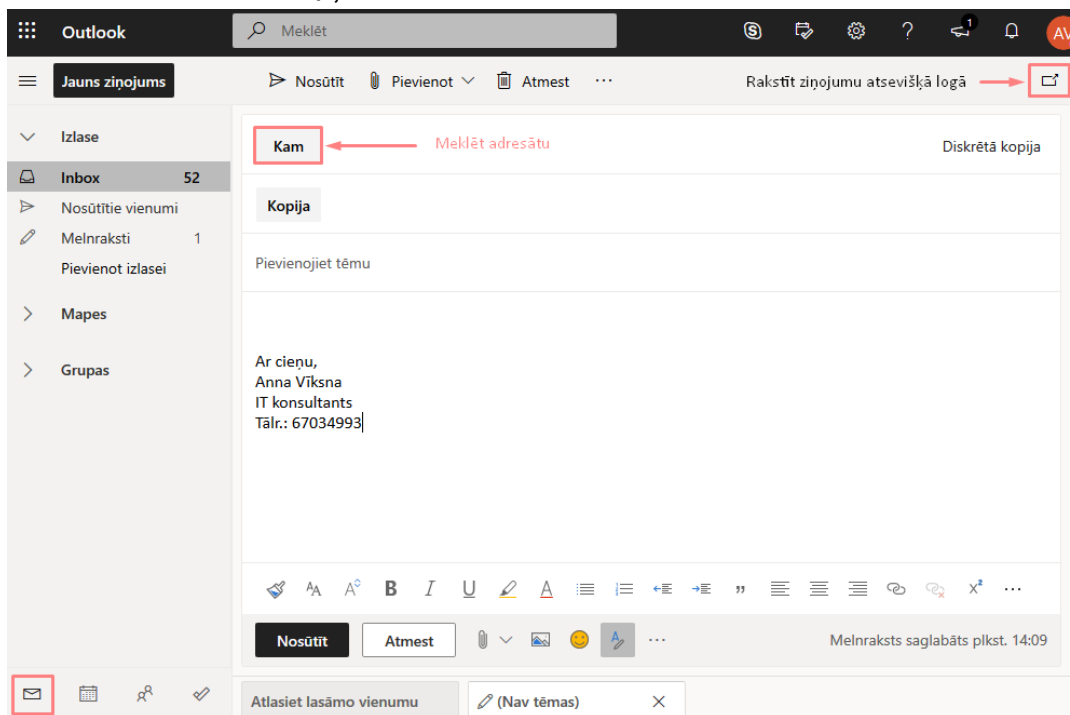 Outlook
Meklēt
1
AV
Jauns ziņojums
Nosūtīt Pievienot Atmest ...
Rakstīt ziņojumu atsevišķā logā
Izlase
Inbox 52
Nosūtītie vienumi
Melnraksti 1
Pievienot izlasei
Mapes
Grupas
Kam
Meklēt adresātu
Diskrētā kopija
Kopija
Pievienojiet tēmu
Ar cieņu,
Anna Vīksna
IT konsultants
Tālr.: 67034993
Nosūtīt Atmest
Melnraksts saglabāts plkst. 14:09
Atlasiet lasāmo vienumu
(Nav tēmas)